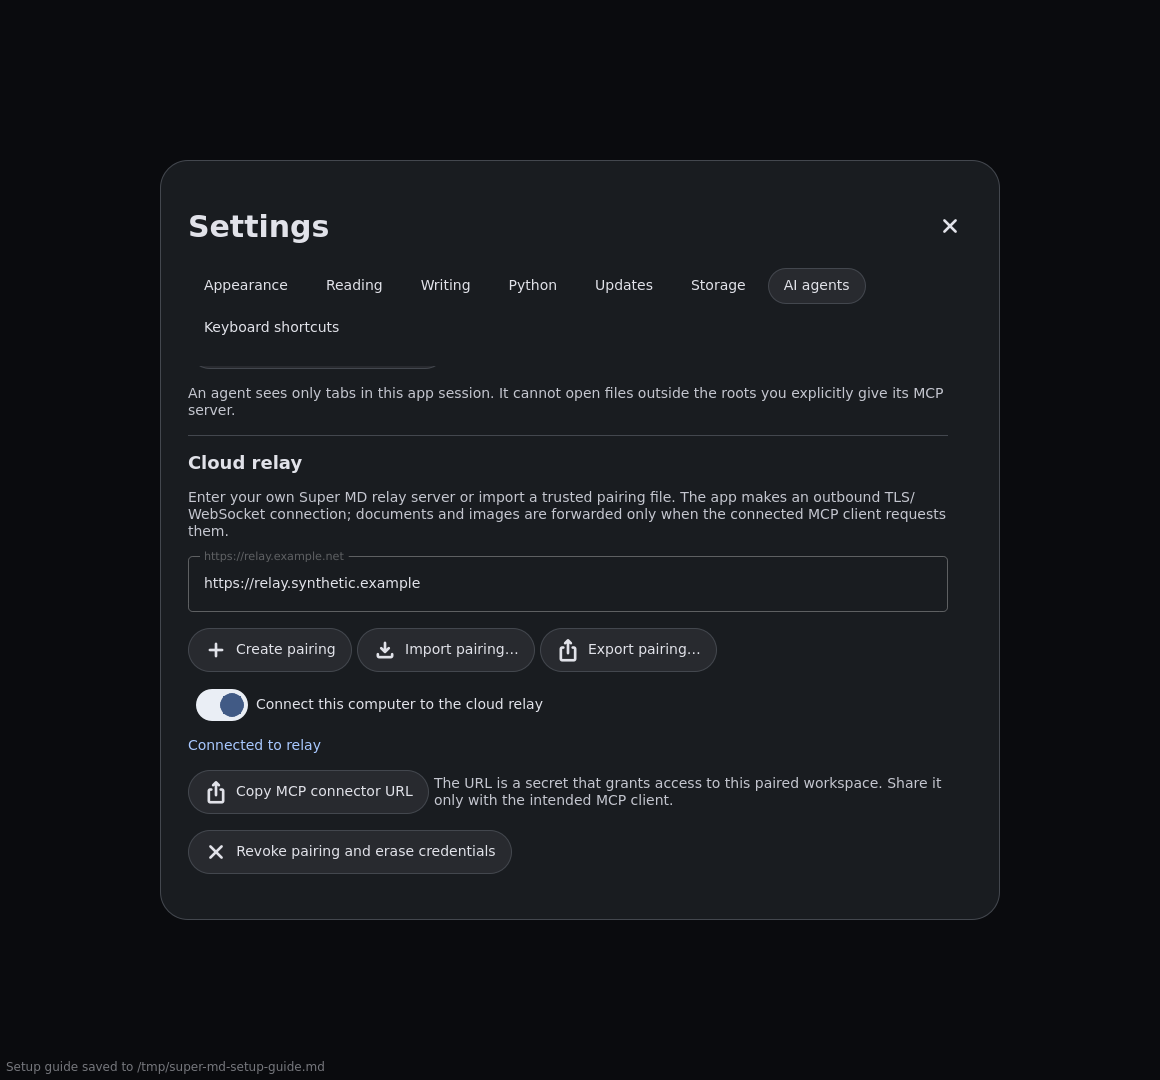 Settings
Appearance
Reading
Writing
Python
Updates
Storage
AI agents
Keyboard shortcuts
An agent sees only tabs in this app session. It cannot open files outside the roots you explicitly give its MCP
server.
Cloud relay
Enter your own Super MD relay server or import a trusted pairing file. The app makes an outbound TLS/
WebSocket connection; documents and images are forwarded only when the connected MCP client requests
them.
https://relay.example.net
https://relay.synthetic.example
Create pairing
Import pairing...
Export pairing...
Connect this computer to the cloud relay
Connected to relay
Copy MCP connector URL
The URL is a secret that grants access to this paired workspace. Share it
only with the intended MCP client.
Revoke pairing and erase credentials
Setup guide saved to /tmp/super-md-setup-guide.md